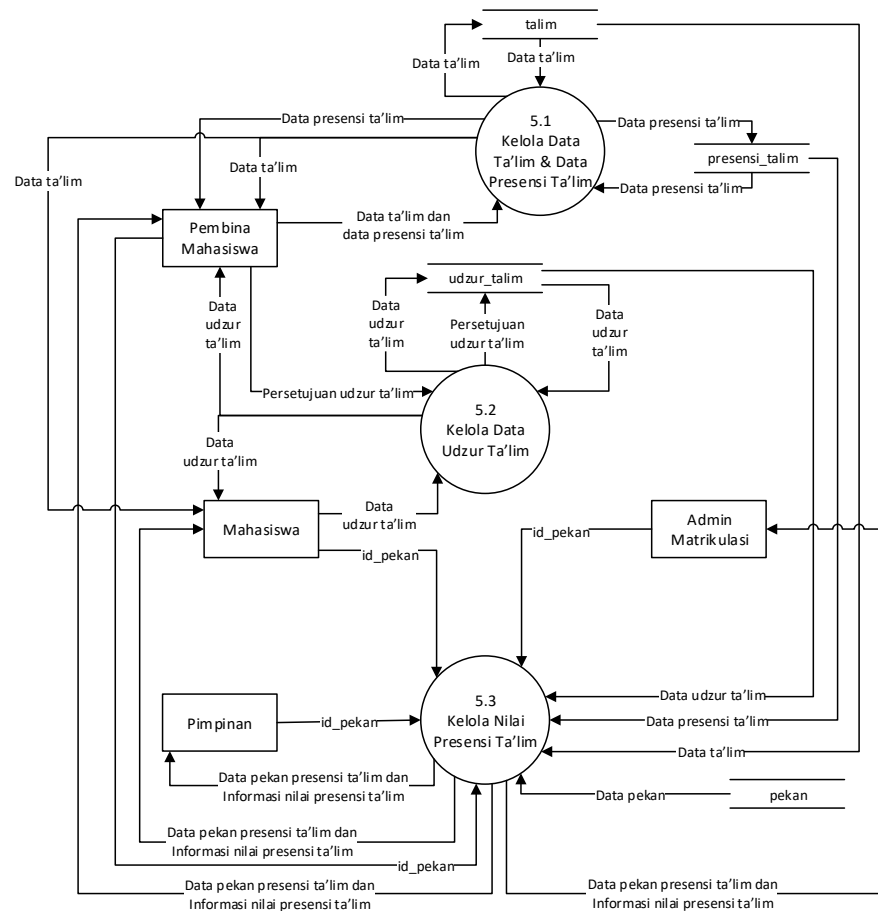 talim
Data ta'lim
Data ta'lim
5.1
Kelola Data
Ta'lim & Data
Presensi Ta'lim
Data presensi ta'lim
Data presensi ta'lim
presensi_talim
Data presensi ta'lim
Data ta'lim
Data ta'lim
Pembina
Mahasiswa
Data ta'lim dan
data presensi ta'lim
udzur_talim
Data
udzur
ta'lim
Data
udzur
ta'lim
Persetujuan
udzur ta'lim
Data
udzur
ta'lim
Persetujuan udzur ta'lim
5.2
Kelola Data
Udzur Ta'lim
Data
udzur ta'lim
Mahasiswa
Data
udzur ta'lim
id_pekan
id_pekan
Admin
Matrikulasi
5.3
Kelola Nilai
Presensi Ta'lim
Pimpinan
id_pekan
Data udzur ta'lim
Data presensi ta'lim
Data ta'lim
Data pekan presensi ta'lim dan
Informasi nilai presensi ta'lim
Data pekan
pekan
Data pekan presensi ta'lim dan
Informasi nilai presensi ta'lim
id_pekan
Data pekan presensi ta'lim dan
Informasi nilai presensi ta'lim
Data pekan presensi ta'lim dan
Informasi nilai presensi ta'lim